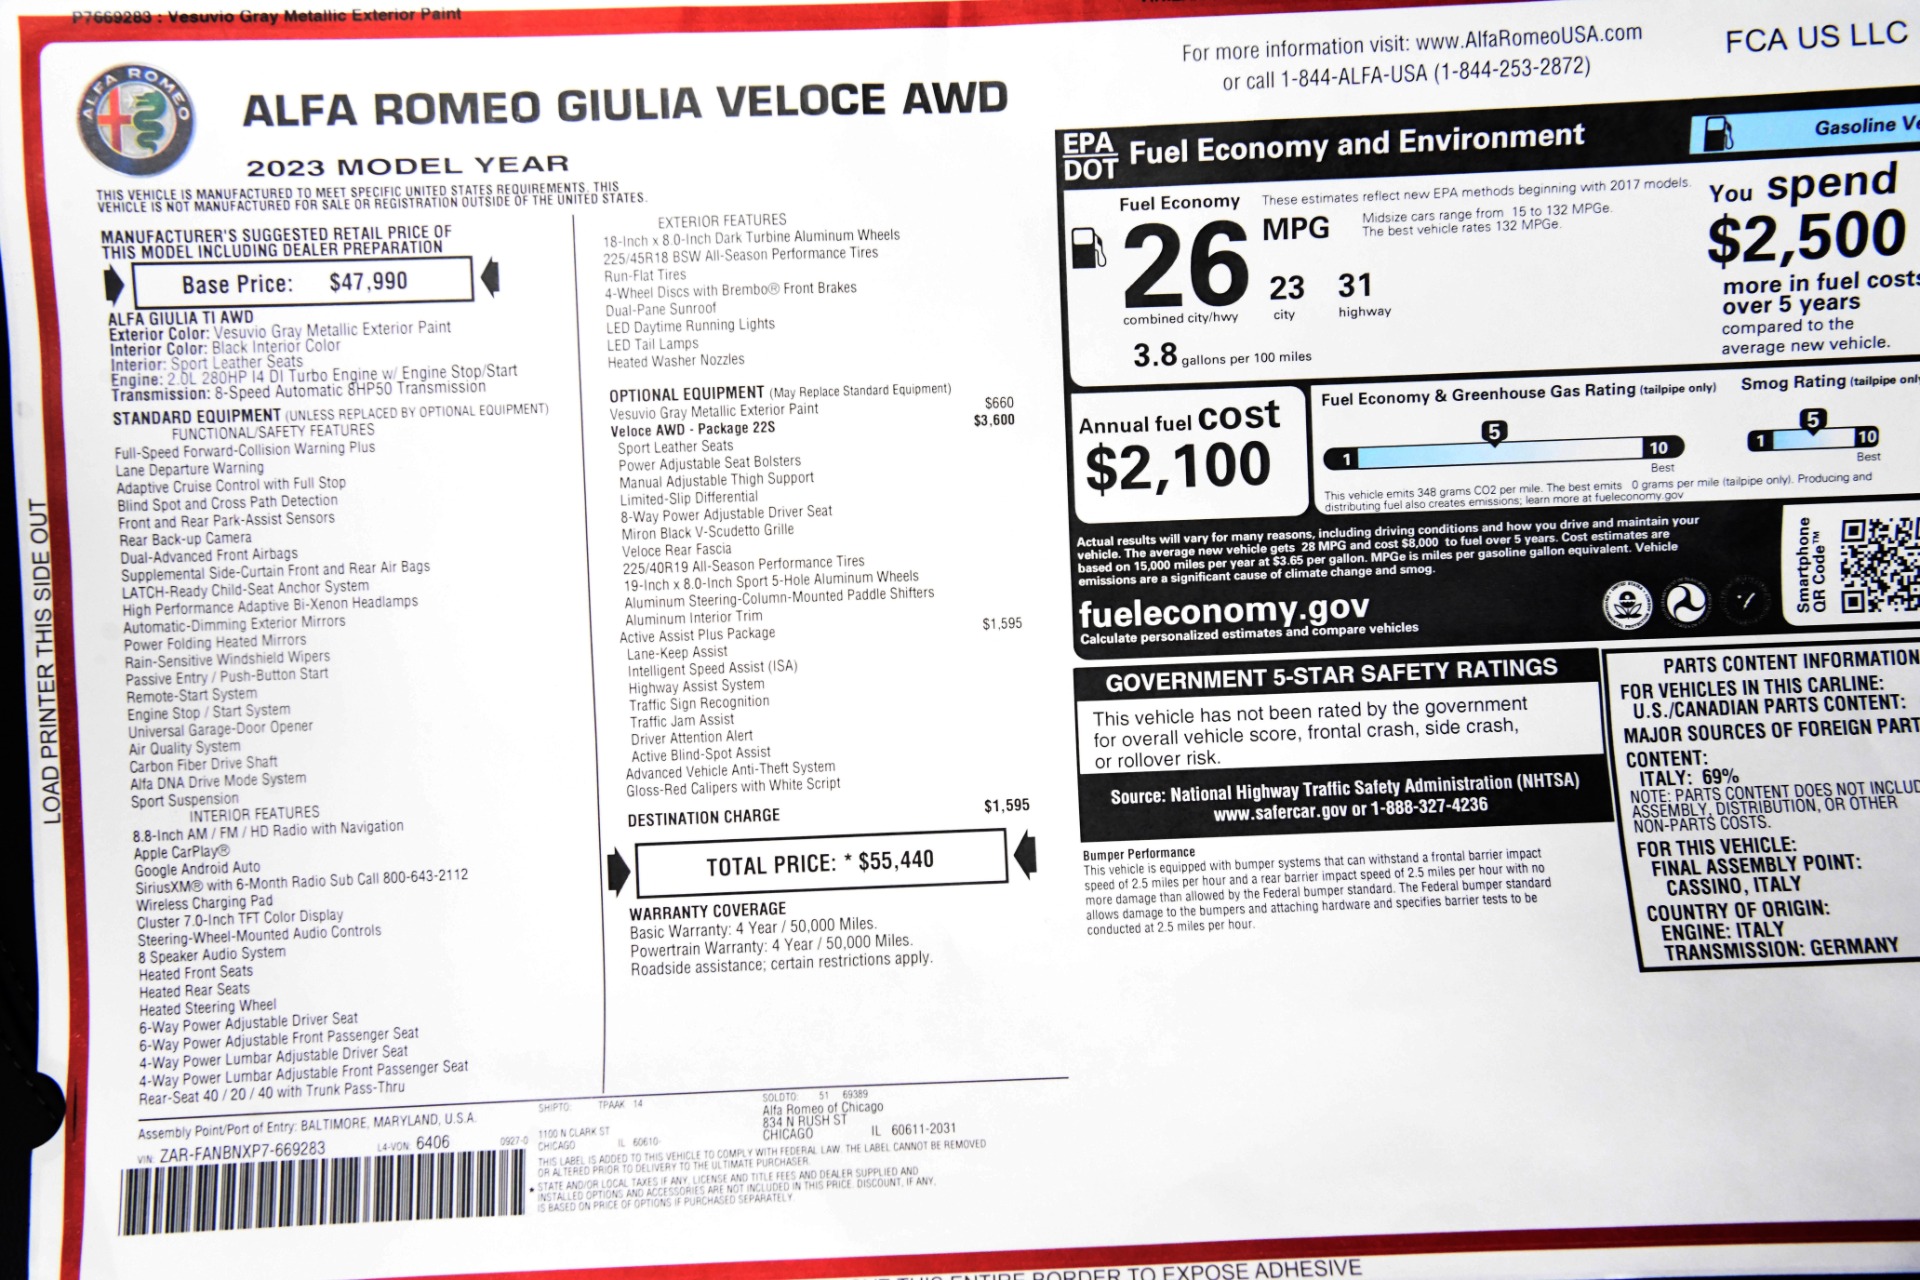 P7669283 : Vesuvio Gray Metallic Exterior Paint
ALFA ROMEO
ALFA ROMEO GIULIA VELOCE AWD
2023 MODEL YEAR
THIS VEHICLE IS MANUFACTURED TO MEET SPECIFIC UNITED STATES REQUIREMENTS. THIS
VEHICLE IS NOT MANUFACTURED FOR SALE OR REGISTRATION OUTSIDE OF THE UNITED STATES.
MANUFACTURER'S SUGGESTED RETAIL PRICE OF
THIS MODEL INCLUDING DEALER PREPARATION
Base Price: $47,990
ALFA GIULIA TI AWD
Exterior Color: Vesuvio Gray Metallic Exterior Paint
Interior Color: Black Interior Color
Interior: Sport Leather Seats
Engine: 2.0L 280HP I4 DI Turbo Engine w/ Engine Stop/Start
Transmission: 8-Speed Automatic 8HP50 Transmission
STANDARD EQUIPMENT (UNLESS REPLACED BY OPTIONAL EQUIPMENT)
FUNCTIONAL/SAFETY FEATURES
Full-Speed Forward-Collision Warning Plus
Lane Departure Warning
Adaptive Cruise Control with Full Stop
Blind Spot and Cross Path Detection
Front and Rear Park-Assist Sensors
Rear Back-up Camera
Dual-Advanced Front Airbags
Supplemental Side-Curtain Front and Rear Air Bags
LATCH-Ready Child-Seat Anchor System
High Performance Adaptive Bi-Xenon Headlamps
Automatic-Dimming Exterior Mirrors
Power Folding Heated Mirrors
Rain-Sensitive Windshield Wipers
Passive Entry / Push-Button Start
Remote-Start System
Engine Stop / Start System
Universal Garage-Door Opener
Air Quality System
Carbon Fiber Drive Shaft
Alfa DNA Drive Mode System
Sport Suspension
INTERIOR FEATURES
8.8-Inch AM / FM / HD Radio with Navigation
Apple CarPlay®
Google Android Auto
SiriusXM® with 6-Month Radio Sub Call 800-643-2112
Wireless Charging Pad
Cluster 7.0-Inch TFT Color Display
Steering-Wheel-Mounted Audio Controls
8 Speaker Audio System
Heated Front Seats
Heated Rear Seats
Heated Steering Wheel
6-Way Power Adjustable Driver Seat
6-Way Power Adjustable Front Passenger Seat
4-Way Power Lumbar Adjustable Driver Seat
4-Way Power Lumbar Adjustable Front Passenger Seat
Rear-Seat 40 / 20 / 40 with Trunk Pass-Thru
EXTERIOR FEATURES
18-Inch x 8.0-Inch Dark Turbine Aluminum Wheels
225/45R18 BSW All-Season Performance Tires
Run-Flat Tires
4-Wheel Discs with Brembo® Front Brakes
Dual-Pane Sunroof
LED Daytime Running Lights
LED Tail Lamps
Heated Washer Nozzles
OPTIONAL EQUIPMENT (May Replace Standard Equipment)
Vesuvio Gray Metallic Exterior Paint $660
Veloce AWD - Package 22S $3,600
Sport Leather Seats
Power Adjustable Seat Bolsters
Manual Adjustable Thigh Support
Limited-Slip Differential
8-Way Power Adjustable Driver Seat
Miron Black V-Scudetto Grille
Veloce Rear Fascia
225/40R19 All-Season Performance Tires
19-Inch x 8.0-Inch Sport 5-Hole Aluminum Wheels
Aluminum Steering-Column-Mounted Paddle Shifters
Aluminum Interior Trim
Active Assist Plus Package $1,595
Lane-Keep Assist
Intelligent Speed Assist (ISA)
Highway Assist System
Traffic Sign Recognition
Traffic Jam Assist
Driver Attention Alert
Active Blind-Spot Assist
Advanced Vehicle Anti-Theft System
Gloss-Red Calipers with White Script
DESTINATION CHARGE $1,595
TOTAL PRICE: * $55,440
WARRANTY COVERAGE
Basic Warranty: 4 Year / 50,000 Miles.
Powertrain Warranty: 4 Year / 50,000 Miles.
Roadside assistance; certain restrictions apply.
Assembly Point/Port of Entry: BALTIMORE, MARYLAND, U.S.A.
VIN: ZAR-FANBNXP7-669283 L4-VON: 6406 0927-0
SHIPTO: TPAAK 14
1100 N CLARK ST
CHICAGO IL 60610-
SOLDTO: 51 69389
Alfa Romeo of Chicago
834 N RUSH ST
CHICAGO IL 60611-2031
THIS LABEL IS ADDED TO THIS VEHICLE TO COMPLY WITH FEDERAL LAW. THE LABEL CANNOT BE REMOVED
OR ALTERED PRIOR TO DELIVERY TO THE ULTIMATE PURCHASER.
* STATE AND/OR LOCAL TAXES IF ANY, LICENSE AND TITLE FEES AND DEALER SUPPLIED AND
INSTALLED OPTIONS AND ACCESSORIES ARE NOT INCLUDED IN THIS PRICE. DISCOUNT, IF ANY,
IS BASED ON PRICE OF OPTIONS IF PURCHASED SEPARATELY.
For more information visit: www.AlfaRomeoUSA.com
or call 1-844-ALFA-USA (1-844-253-2872)
FCA US LLC
EPA
DOT
Fuel Economy and Environment
Gasoline Ve
Fuel Economy
These estimates reflect new EPA methods beginning with 2017 models.
26 MPG
Midsize cars range from 15 to 132 MPGe.
The best vehicle rates 132 MPGe.
23 31
combined city/hwy city highway
3.8 gallons per 100 miles
You spend
$2,500
more in fuel costs
over 5 years
compared to the
average new vehicle.
Annual fuel cost
$2,100
Fuel Economy & Greenhouse Gas Rating (tailpipe only)
5
1 10
Best
Smog Rating (tailpipe only
5
1 10
Best
This vehicle emits 348 grams CO2 per mile. The best emits 0 grams per mile (tailpipe only). Producing and
distributing fuel also creates emissions; learn more at fueleconomy.gov
Actual results will vary for many reasons, including driving conditions and how you drive and maintain your
vehicle. The average new vehicle gets 28 MPG and cost $8,000 to fuel over 5 years. Cost estimates are
based on 15,000 miles per year at $3.65 per gallon. MPGe is miles per gasoline gallon equivalent. Vehicle
emissions are a significant cause of climate change and smog.
fueleconomy.gov
Calculate personalized estimates and compare vehicles
Smartphone
QR Code™
GOVERNMENT 5-STAR SAFETY RATINGS
This vehicle has not been rated by the government
for overall vehicle score, frontal crash, side crash,
or rollover risk.
Source: National Highway Traffic Safety Administration (NHTSA)
www.safercar.gov or 1-888-327-4236
Bumper Performance
This vehicle is equipped with bumper systems that can withstand a frontal barrier impact
speed of 2.5 miles per hour and a rear barrier impact speed of 2.5 miles per hour with no
more damage than allowed by the Federal bumper standard. The Federal bumper standard
allows damage to the bumpers and attaching hardware and specifies barrier tests to be
conducted at 2.5 miles per hour.
PARTS CONTENT INFORMATION
FOR VEHICLES IN THIS CARLINE:
U.S./CANADIAN PARTS CONTENT:
MAJOR SOURCES OF FOREIGN PART
CONTENT:
ITALY: 69%
NOTE: PARTS CONTENT DOES NOT INCLUD
ASSEMBLY, DISTRIBUTION, OR OTHER
NON-PARTS COSTS.
FOR THIS VEHICLE:
FINAL ASSEMBLY POINT:
CASSINO, ITALY
COUNTRY OF ORIGIN:
ENGINE: ITALY
TRANSMISSION: GERMANY
LOAD PRINTER THIS SIDE OUT
THIS ENTIRE BORDER TO EXPOSE ADHESIVE